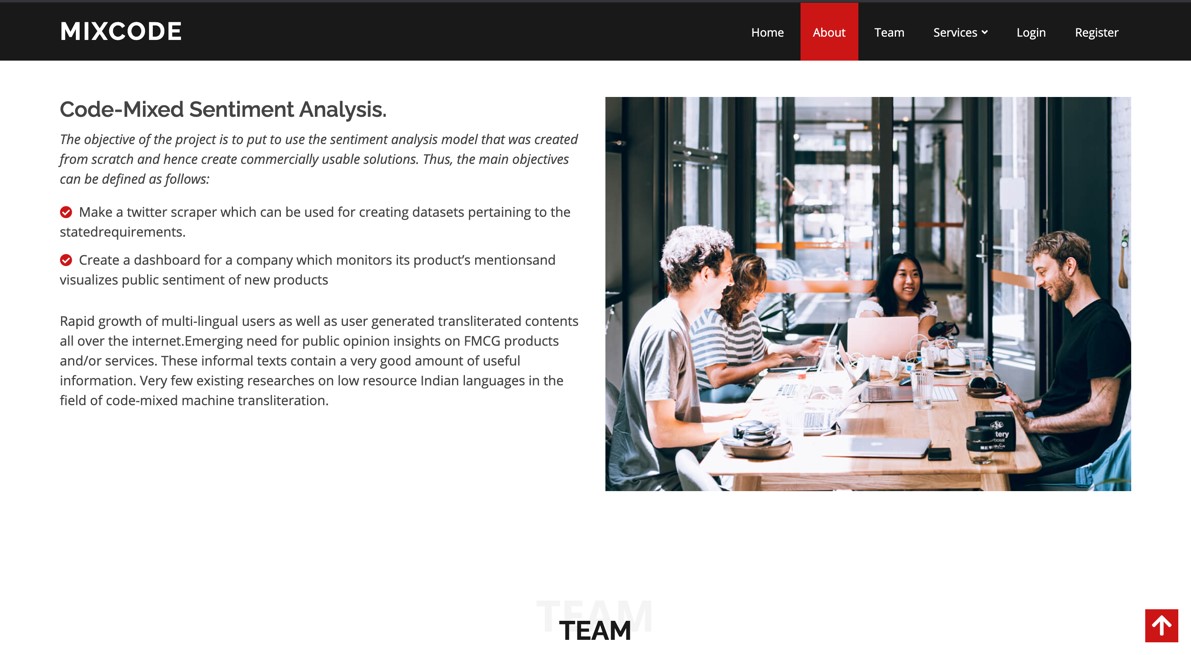 MIXCODE
Home About Team Services Login Register
Code-Mixed Sentiment Analysis.
The objective of the project is to put to use the sentiment analysis model that was created
from scratch and hence create commercially usable solutions. Thus, the main objectives
can be defined as follows:
Make a twitter scraper which can be used for creating datasets pertaining to the
statedrequirements.
Create a dashboard for a company which monitors its product's mentionsand
visualizes public sentiment of new products
Rapid growth of multi-lingual users as well as user generated transliterated contents
all over the internet.Emerging need for public opinion insights on FMCG products
and/or services. These informal texts contain a very good amount of useful
information. Very few existing researches on low resource Indian languages in the
field of code-mixed machine transliteration.
tery
TEAM
TEAM